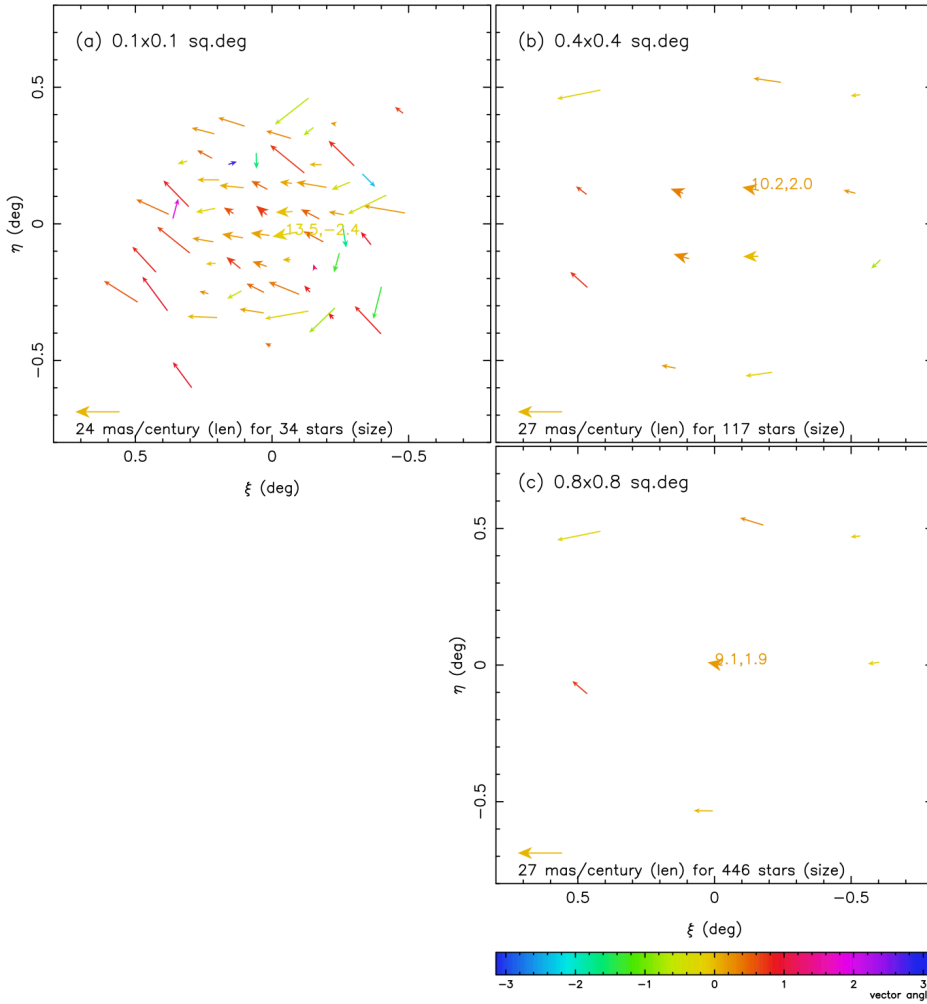 (a) 0.1x0.1 sq.deg
(b) 0.4x0.4 sq.deg
0.5
0
−0.5
η (deg)
13.5,−2.4
10.2,2.0
24 mas/century (len) for 34 stars (size)
27 mas/century (len) for 117 stars (size)
0.5
0
−0.5
ξ (deg)
(c) 0.8x0.8 sq.deg
0.5
0
−0.5
η (deg)
9.1,1.9
27 mas/century (len) for 446 stars (size)
0.5
0
−0.5
ξ (deg)
−3
−2
−1
0
1
2
3
vector angl